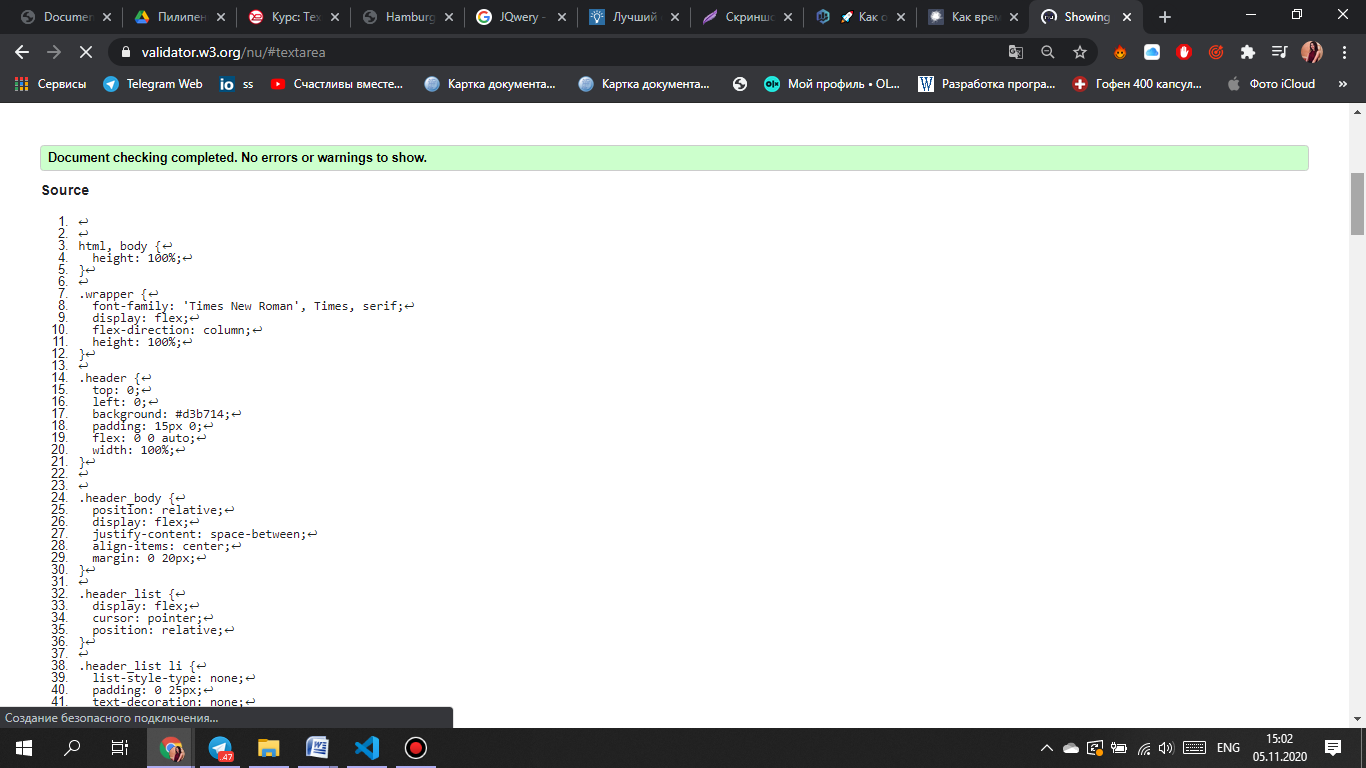 Documen
Пилипен
Курс: Тех
Hamburg
JQwery -
Лучший
Скриншо
Как о
Как врем
Showing
validator.w3.org/nu/#textarea
Сервисы
Telegram Web
io ss
Счастливы вместе...
Картка документа...
Картка документа...
Мой профиль • OL...
W Разработка програ...
Гофен 400 капсул...
Фото iCloud
»
Document checking completed. No errors or warnings to show.
Source
1. ↩
2. ↩
3. html, body {↩
4. height: 100%;↩
5. }↩
6. ↩
7. .wrapper {↩
8. font-family: 'Times New Roman', Times, serif;↩
9. display: flex;↩
10. flex-direction: column;↩
11. height: 100%;↩
12. }↩
13. ↩
14. .header {↩
15. top: 0;↩
16. left: 0;↩
17. background: #d3b714;↩
18. padding: 15px 0;↩
19. flex: 0 0 auto;↩
20. width: 100%;↩
21. }↩
22. ↩
23. ↩
24. .header_body {↩
25. position: relative;↩
26. display: flex;↩
27. justify-content: space-between;↩
28. align-items: center;↩
29. margin: 0 20px;↩
30. }↩
31. ↩
32. .header_list {↩
33. display: flex;↩
34. cursor: pointer;↩
35. position: relative;↩
36. }↩
37. ↩
38. .header_list li {↩
39. list-style-type: none;↩
40. padding: 0 25px;↩
41. text-decoration: none;↩
Создание безопасного подключения...
47
ENG
15:02
05.11.2020